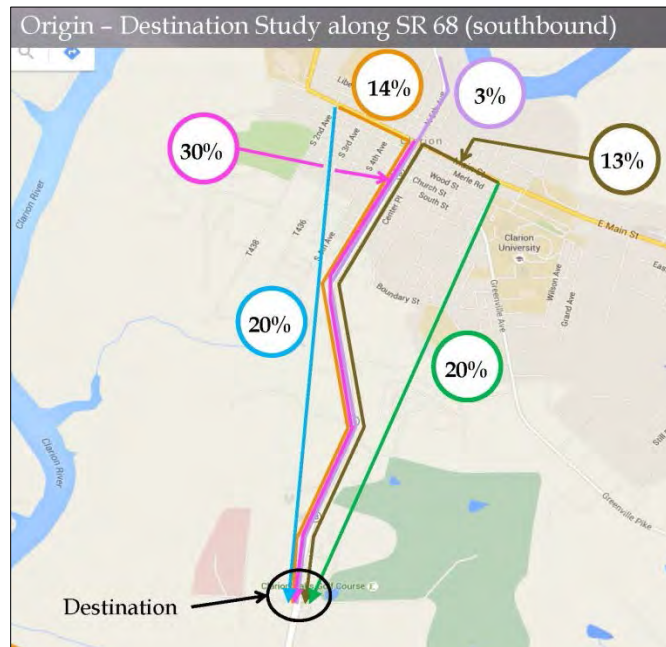 Origin – Destination Study along SR 68 (southbound)
14%
3%
30%
13%
20%
20%
Destination
Clarion River
S 2nd Ave
S 3rd Ave
S 4th Ave
N 5th Ave
Clarion
Merle Rd
Wood St
Church St
South St
Center Pl
E Main St
Clarion
University
Wilson Ave
Grand Ave
Greenville Ave
Boundary St
T436
T438
Clarion River
Greenville Pike